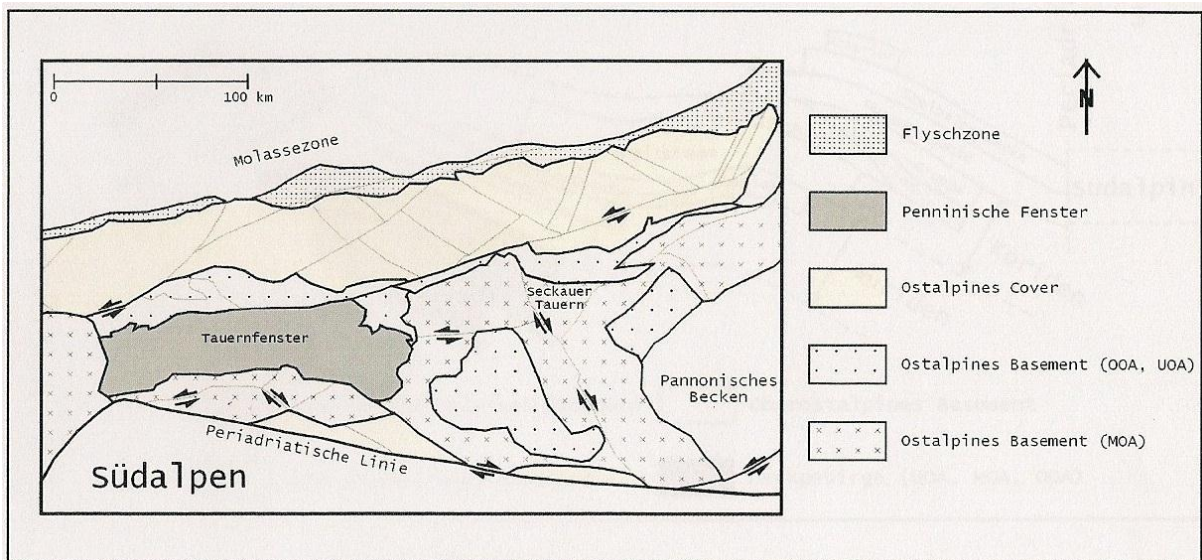 0 100 km
N
Molassezone
Flyschzone
Penninische Fenster
Ostalpines Cover
Seckauer
Tauern
Tauernfenster
Ostalpines Basement (OOA, UOA)
Pannonisches
Becken
Periadriatische Linie
Ostalpines Basement (MOA)
Südalpen